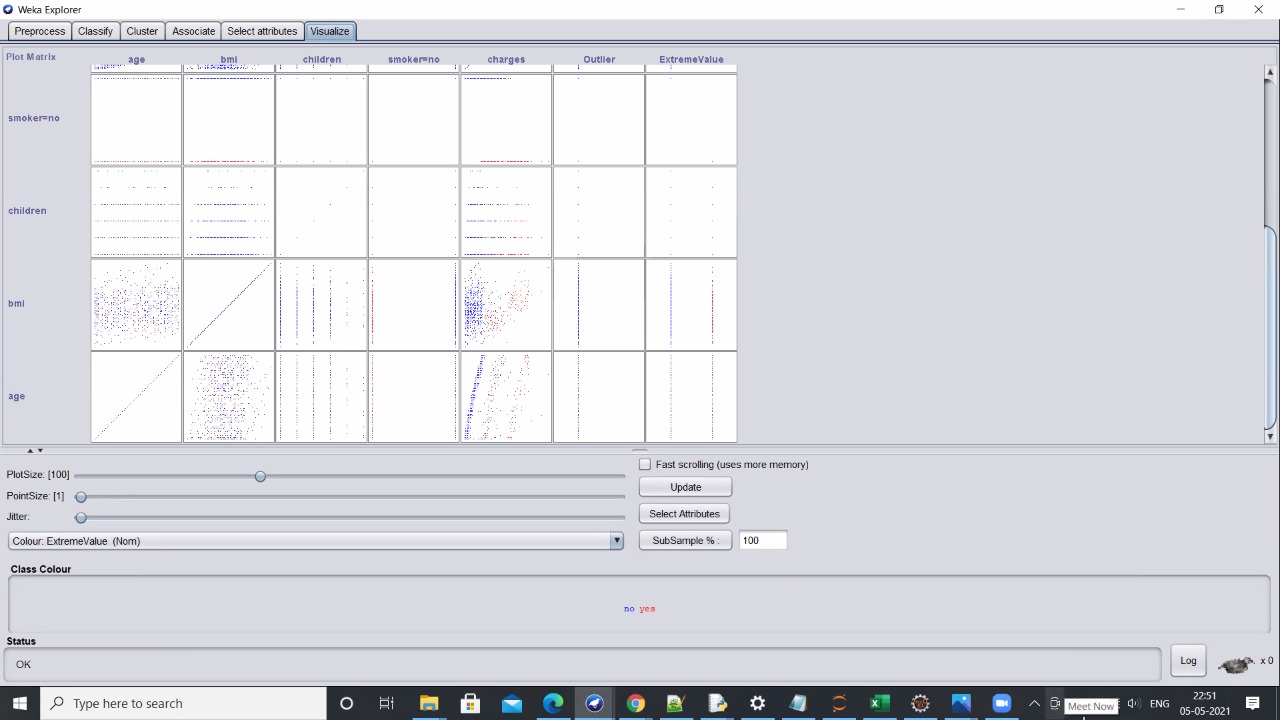 Weka Explorer
Preprocess Classify Cluster Associate Select attributes Visualize
Plot Matrix age bmi children smoker=no charges Outlier ExtremeValue
smoker=no
children
bmi
age
PlotSize: [100]
PointSize: [1]
Jitter:
Colour: ExtremeValue (Nom)
Fast scrolling (uses more memory)
Update
Select Attributes
SubSample % : 100
Class Colour
no yes
Status
OK
Log x 0
Type here to search
ENG 22:51
05-05-2021
Meet Now